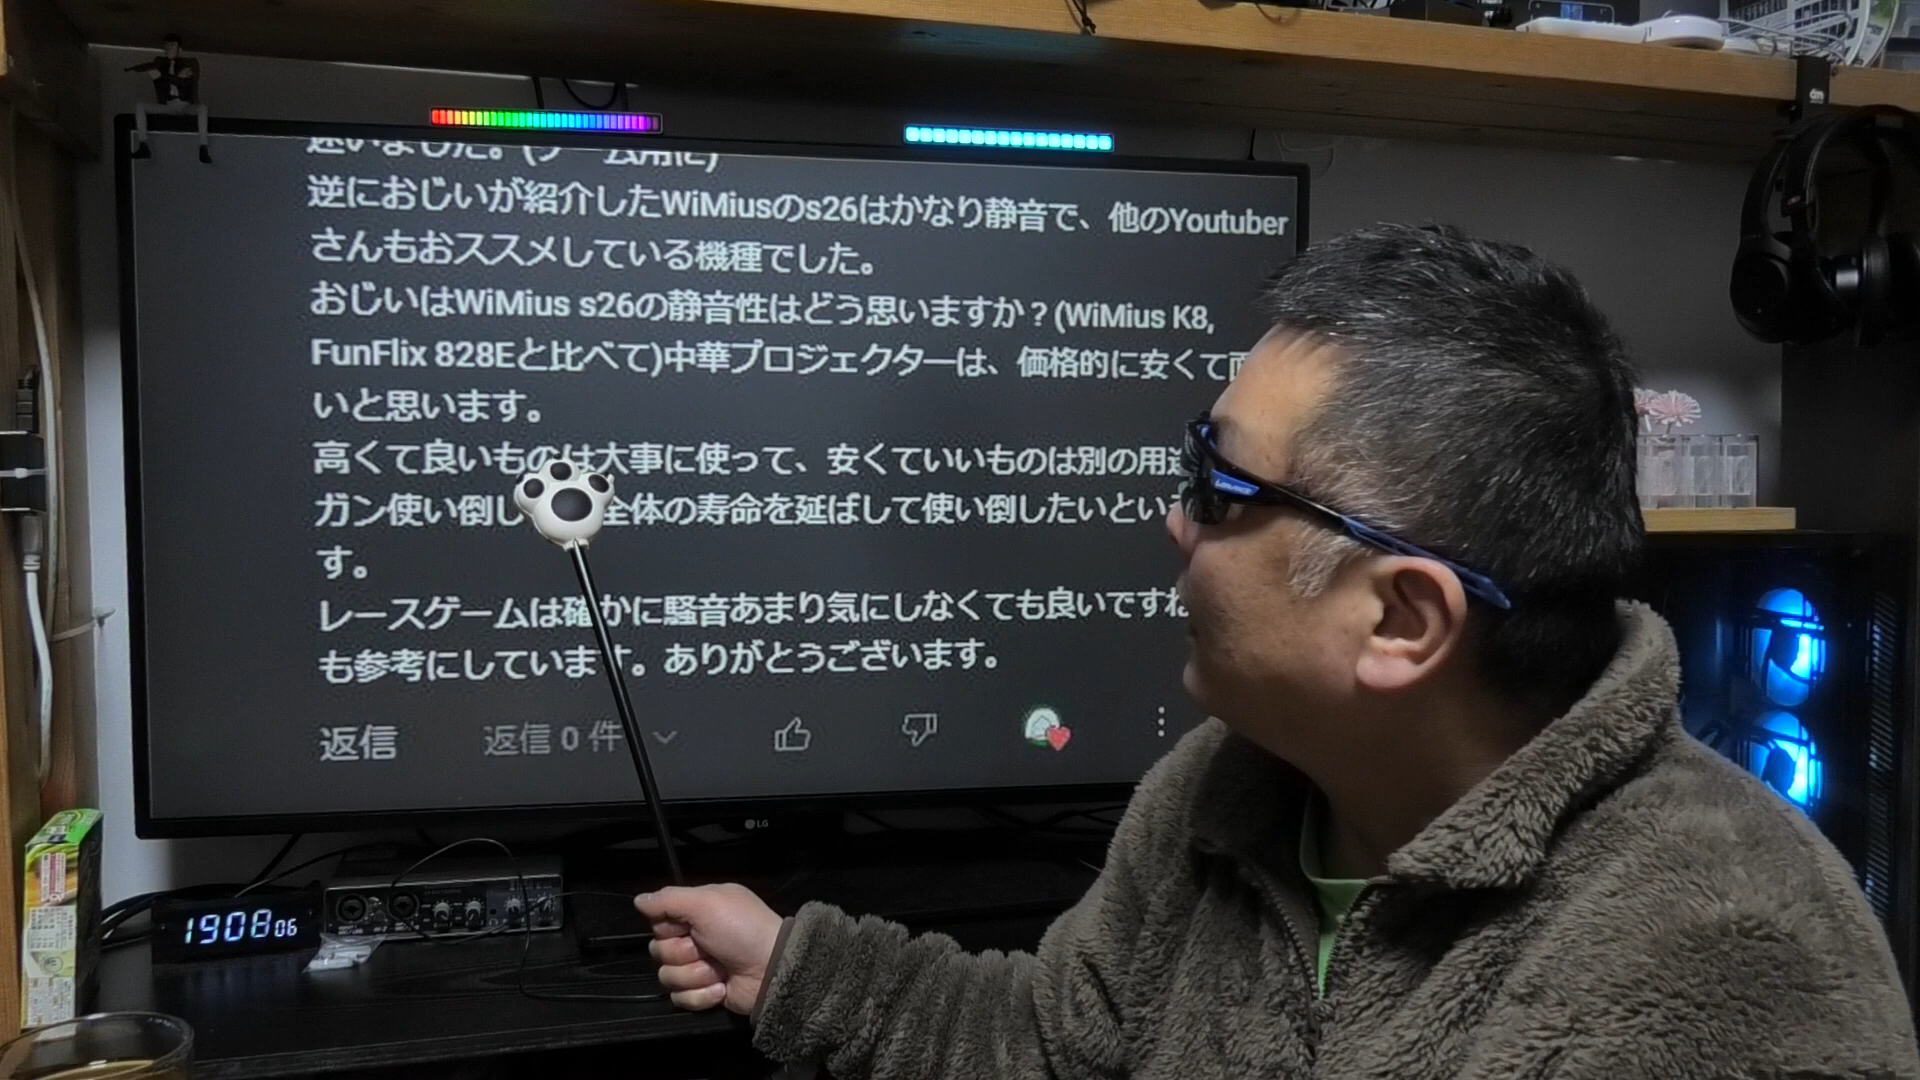 逆におじいが紹介したWiMiusのs26はかなり静音で、他のYoutuber
さんもおススメしている機種でした。
おじいはWiMius s26の静音性はどう思いますか？(WiMius K8,
FunFlix 828Eと比べて)中華プロジェクターは、価格的に安くて
いと思います。
高くて良いものは大事に使って、安くていいものは別の用
ガン使い倒し 全体の寿命を延ばして使い倒したいとい
す。
レースゲームは確かに騒音あまり気にしなくても良いですね
も参考にしています。ありがとうございます。
返信 返信 0 件
LG
19:08 06